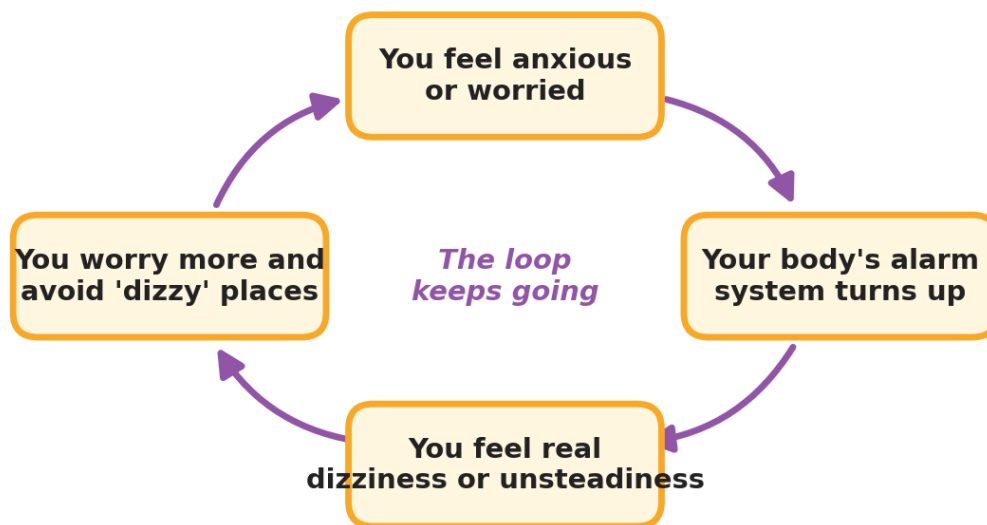 You feel anxious
or worried
Your body's alarm
system turns up
You feel real
dizziness or unsteadiness
You worry more and
avoid 'dizzy' places
The loop
keeps going